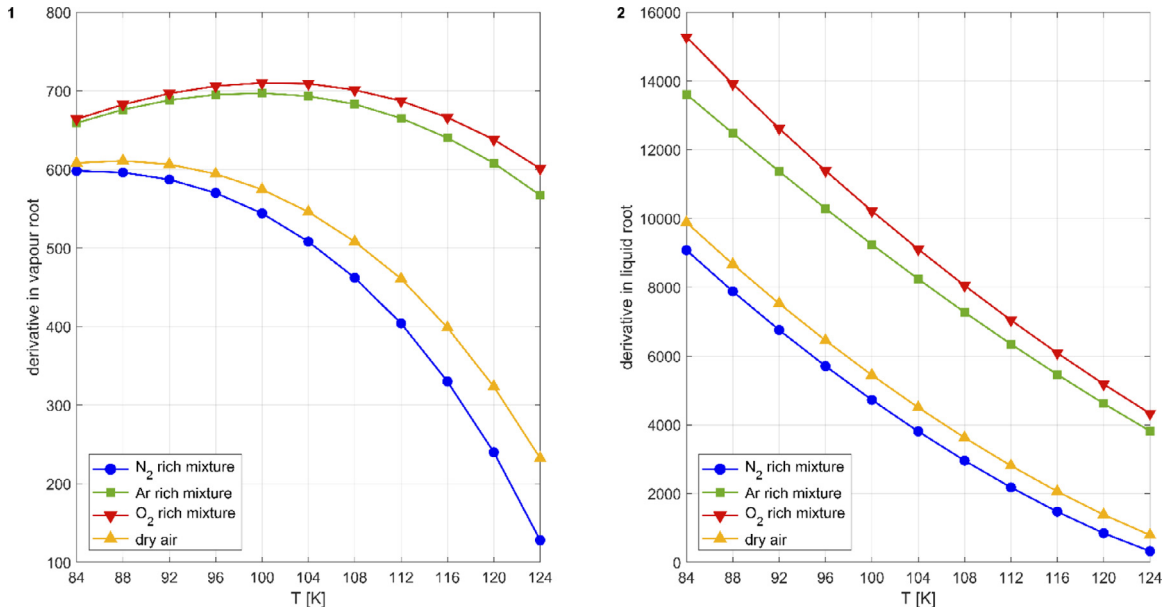 1
derivative in vapour root
800
700
600
500
400
300
200
100
84 88 92 96 100 104 108 112 116 120 124
T [K]
N2 rich mixture
Ar rich mixture
O2 rich mixture
dry air
2
derivative in liquid root
16000
14000
12000
10000
8000
6000
4000
2000
0
84 88 92 96 100 104 108 112 116 120 124
T [K]
N2 rich mixture
Ar rich mixture
O2 rich mixture
dry air